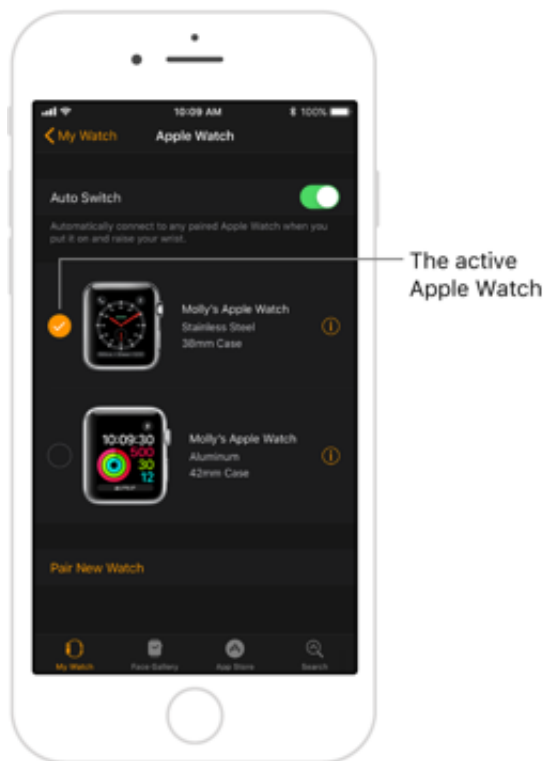 10:09 AM
100%
My Watch
Apple Watch
Auto Switch
Automatically connect to any paired Apple Watch when you
put it on and raise your wrist.
The active
Apple Watch
Molly's Apple Watch
Stainless Steel
38mm Case
10:09:30
500
30
12
Molly's Apple Watch
Aluminum
42mm Case
Pair New Watch
My Watch
Face Gallery
App Store
Search